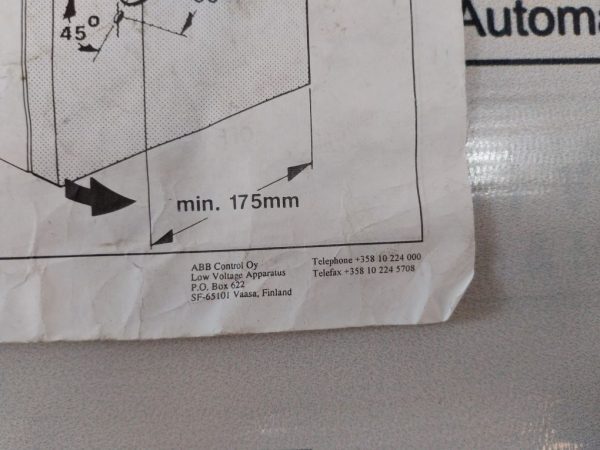 45°
Automa
min. 175mm
ABB Control Oy
Low Voltage Apparatus
P.O. Box 622
SF-65101 Vaasa, Finland
Telephone +358 10 224 000
Telefax +358 10 224 5708